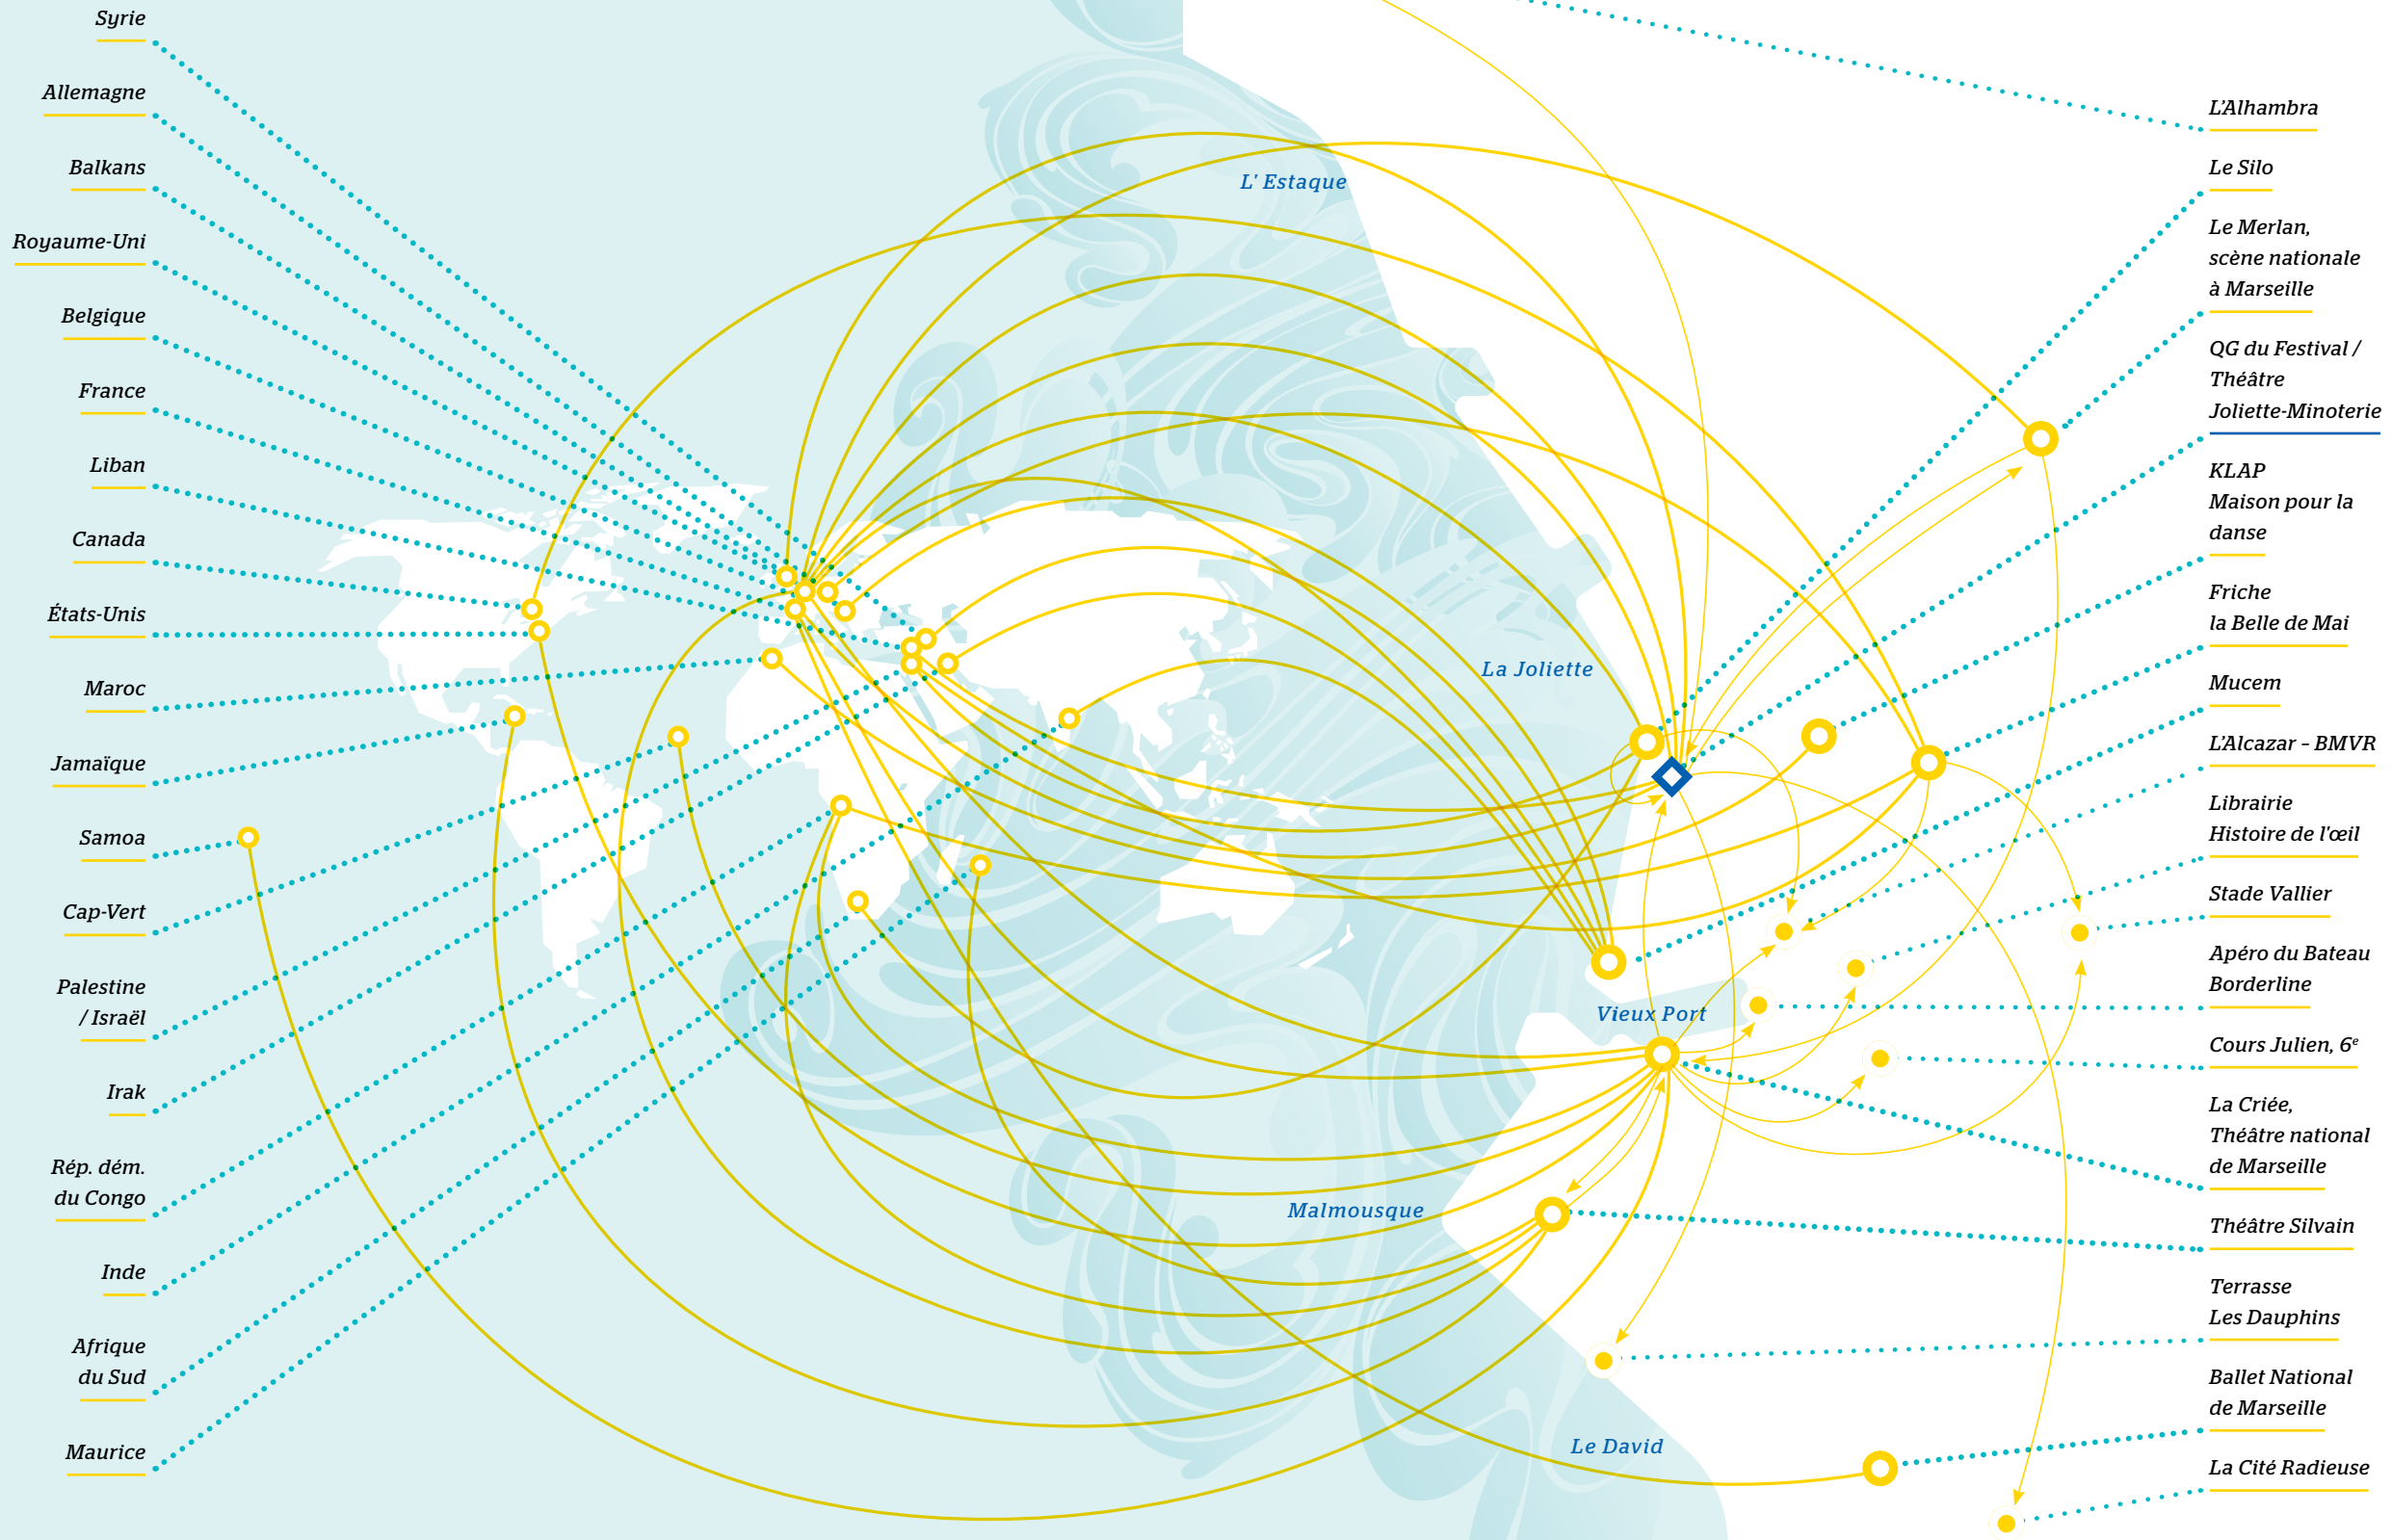 Syrie
Allemagne
Balkans
Royaume-Uni
Belgique
France
Liban
Canada
États-Unis
Maroc
Jamaïque
Samoa
Cap-Vert
Palestine
/ Israël
Irak
Rép. dém.
du Congo
Inde
Afrique
du Sud
Maurice
L' Estaque
La Joliette
Vieux Port
Malmousque
Le David
L’Alhambra
Le Silo
Le Merlan,
scène nationale
à Marseille
QG du Festival /
Théâtre
Joliette-Minoterie
KLAP
Maison pour la
danse
Friche
la Belle de Mai
Mucem
L’Alcazar – BMVR
Librairie
Histoire de l'œil
Stade Vallier
Apéro du Bateau
Borderline
Cours Julien, 6e
La Criée,
Théâtre national
de Marseille
Théâtre Silvain
Terrasse
Les Dauphins
Ballet National
de Marseille
La Cité Radieuse